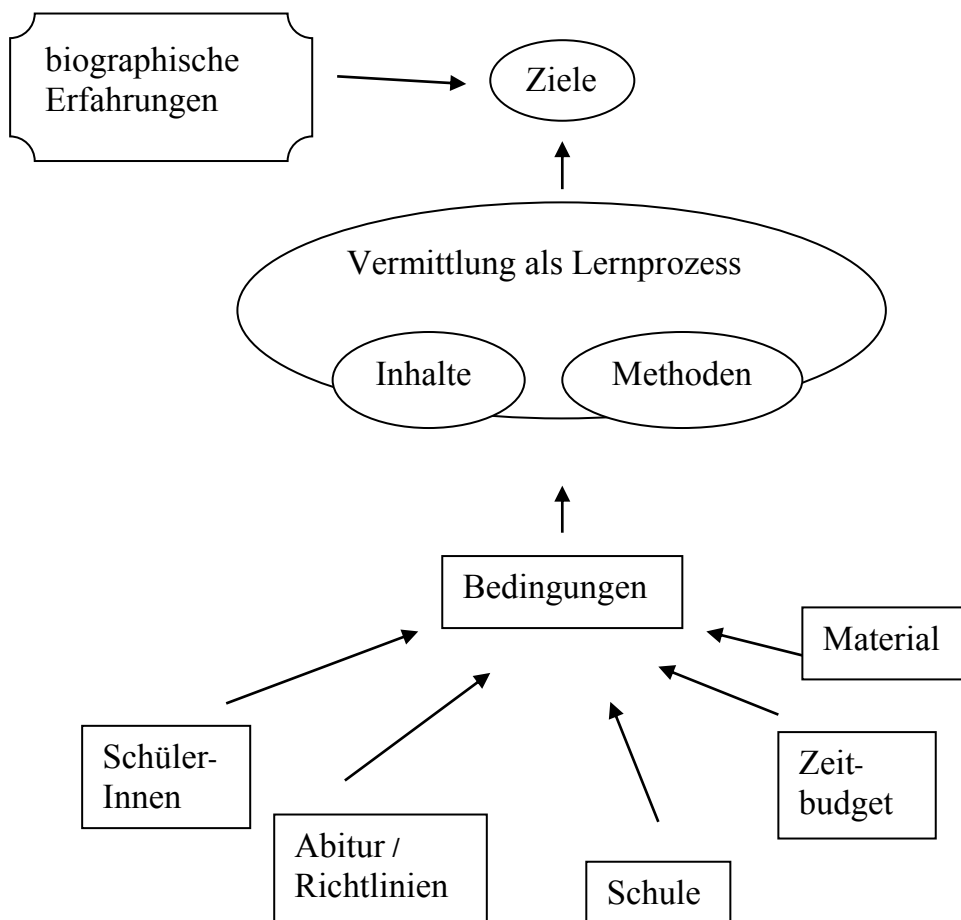 biographische
Erfahrungen
Ziele
Vermittlung als Lernprozess
Inhalte
Methoden
Bedingungen
Material
Schüler-
Innen
Zeit-
budget
Abitur /
Richtlinien
Schule